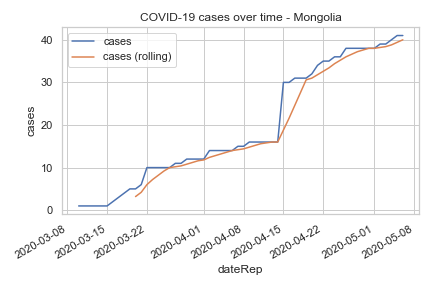 COVID-19 cases over time - Mongolia
cases
cases (rolling)
40
30
20
10
0
cases
2020-03-08
2020-03-15
2020-03-22
2020-04-01
2020-04-08
2020-04-15
2020-04-22
2020-05-01
2020-05-08
dateRep